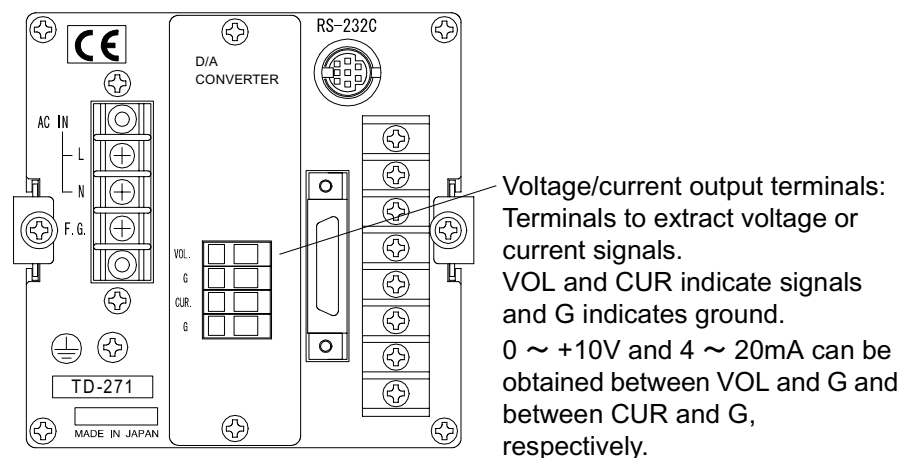 CE
D/A
CONVERTER
RS-232C
AC IN
L
N
F.G.
VOL.
G
CUR.
G
TD-271
MADE IN JAPAN
Voltage/current output terminals:
Terminals to extract voltage or
current signals.
VOL and CUR indicate signals
and G indicates ground.
0 ～ +10V and 4 ～ 20mA can be
obtained between VOL and G and
between CUR and G,
respectively.